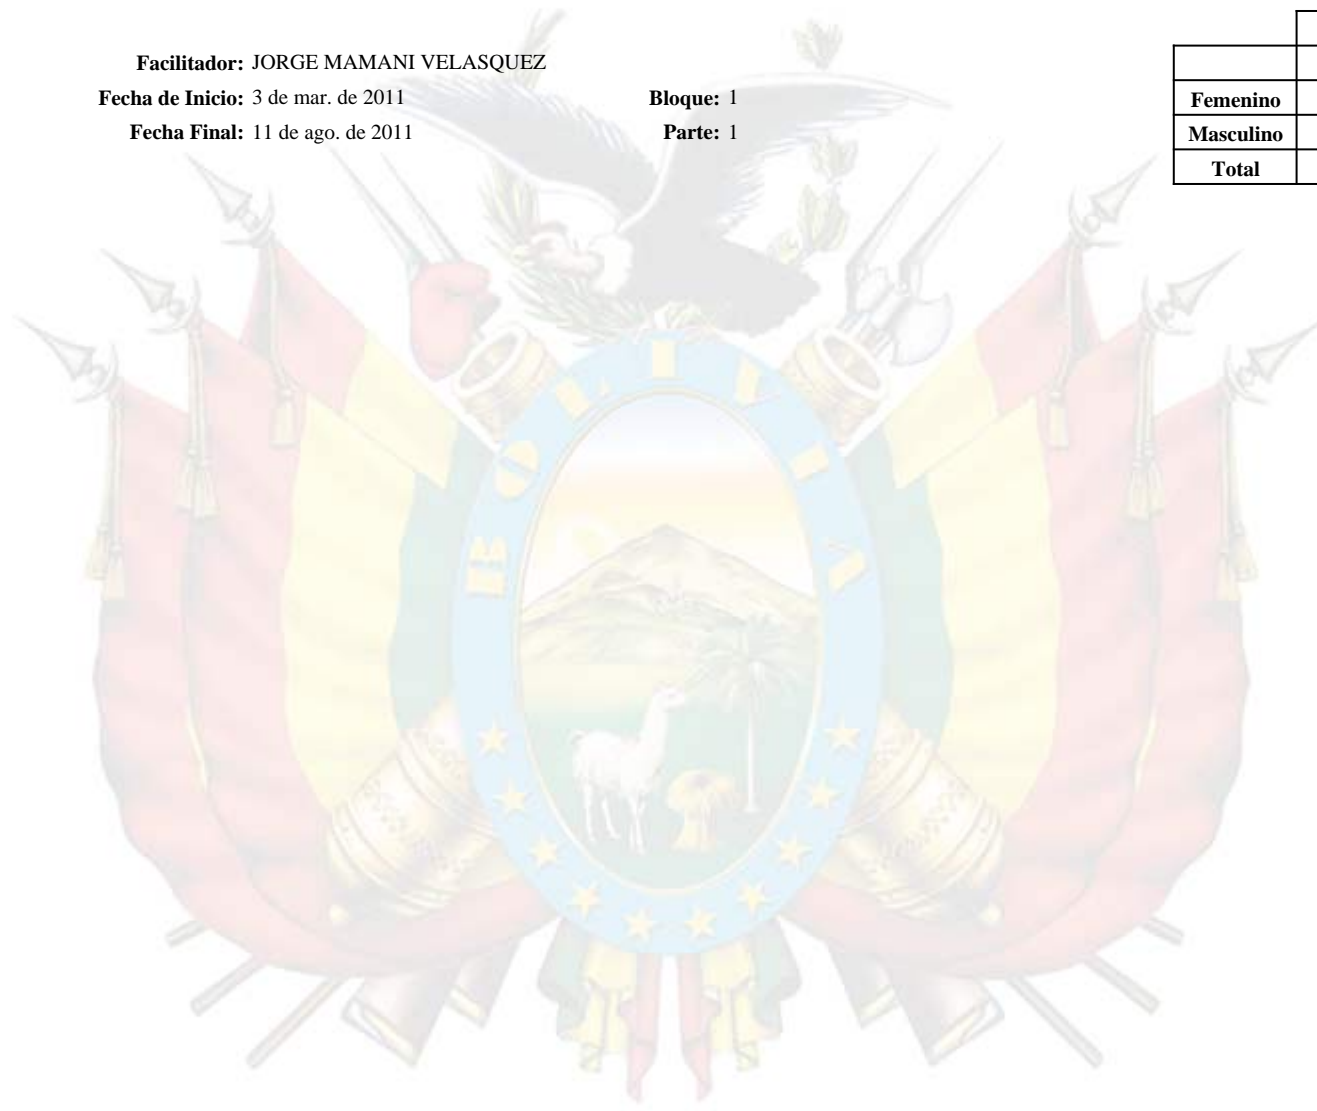 Facilitador: JORGE MAMANI VELASQUEZ
Fecha de Inicio: 3 de mar. de 2011 Bloque: 1
Fecha Final: 11 de ago. de 2011 Parte: 1
Femenino
Masculino
Total
BOLIVIA